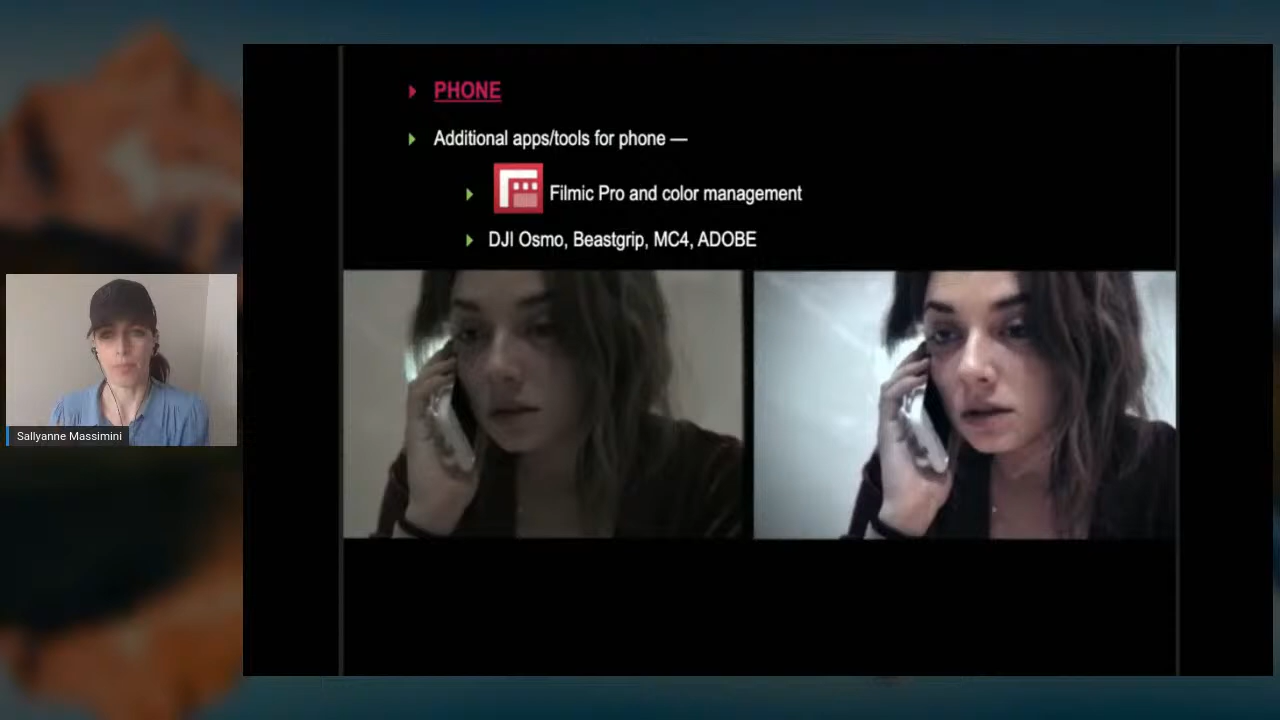 PHONE
Additional apps/tools for phone —
Filmic Pro and color management
DJI Osmo, Beastgrip, MC4, ADOBE
Sallyanne Massimini